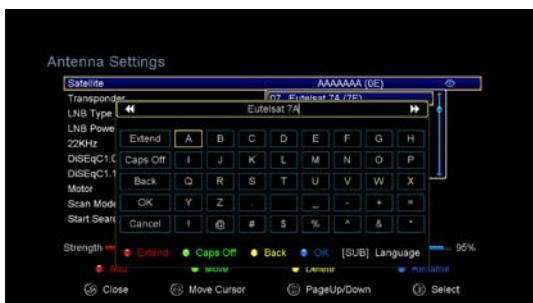 Antenna Settings
Satellite AAAAAAA (0E)
Transponder 07 Eutelsat 7A (7E)
LNB Type Eutelsat 7A
LNB Powe
22KHz Extend A B C D E F G H
DiSEqC1.0 Caps Off I J K L M N O P
DiSEqC1.1 Back Q R S T U V W X
Motor
Scan Mode OK Y Z . _ - + =
Start Searc Cancel ! @ # $ % ^ & *
Strength Extend Caps Off Back OK [SUB] Language 95%
Add Move Delete Rename
Close Move Cursor PageUp/Down Select